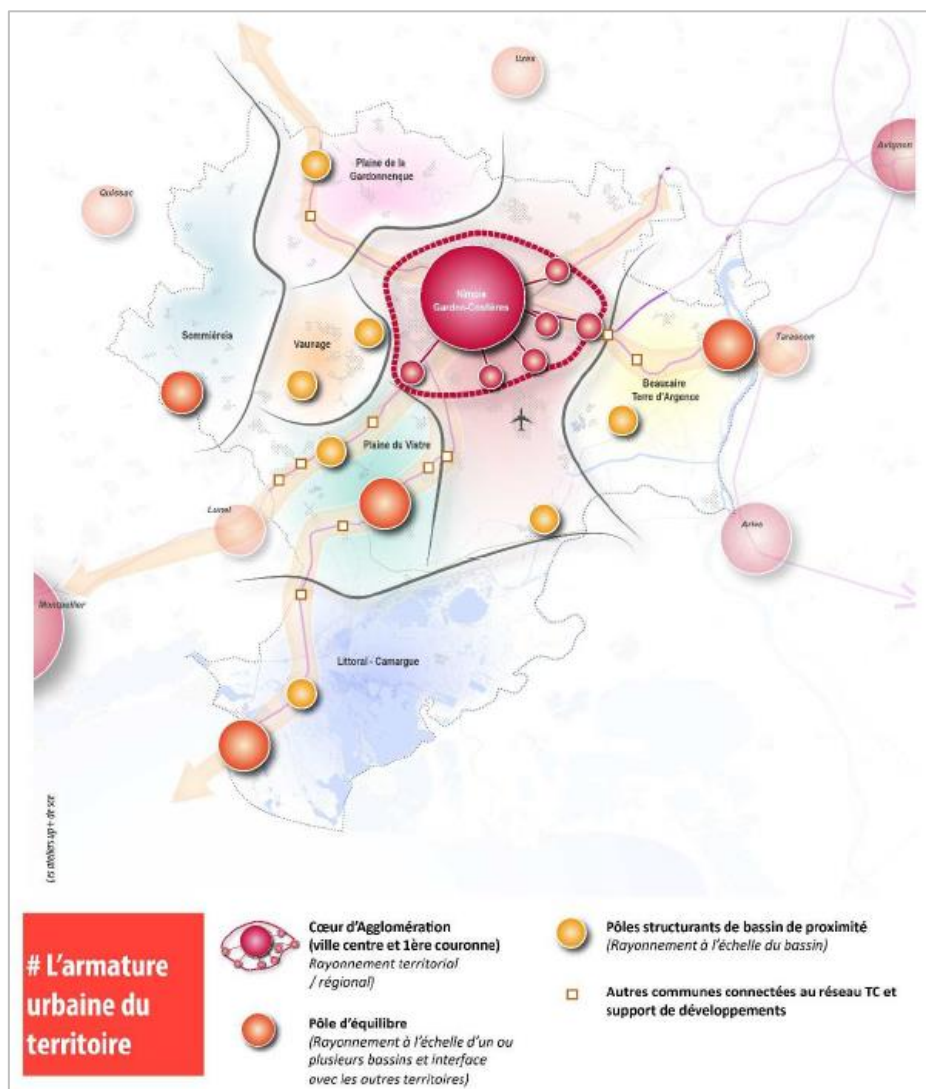 Uzès
Avignon
Plaine de la
Gardonnenque
Quissac
Nîmes
Gardon-Costières
Sommiérois
Vaunage
Tarascon
Beaucaire
Terre d'Argence
Plaine du Vistre
Lunel
Arles
Montpellier
Littoral - Camargue
Les ateliers up+ de sce
# L'armature
urbaine du
territoire
Cœur d'Agglomération
(ville centre et 1ère couronne)
Rayonnement territorial
/ régional)
Pôle d'équilibre
(Rayonnement à l'échelle d'un ou
plusieurs bassins et interface
avec les autres territoires)
Pôles structurants de bassin de proximité
(Rayonnement à l'échelle du bassin)
Autres communes connectées au réseau TC et
support de développements